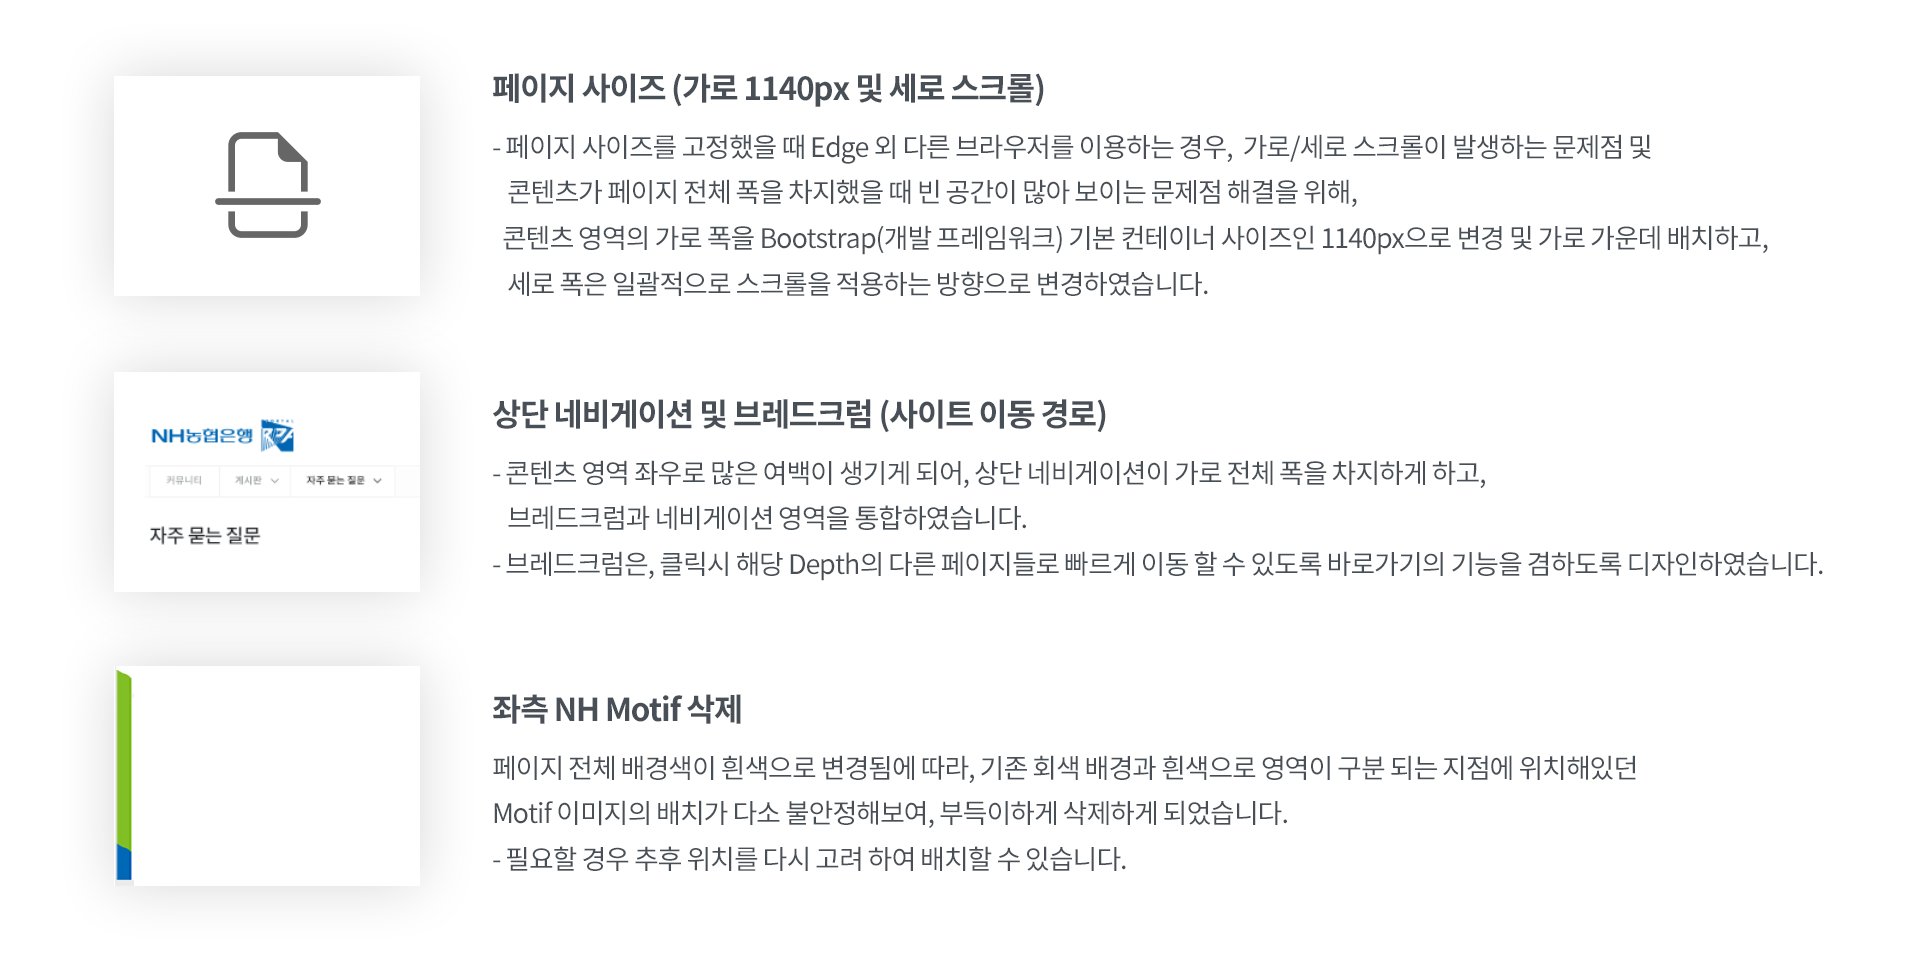 페이지 사이즈 (가로 1140px 및 세로 스크롤)
- 페이지 사이즈를 고정했을 때 Edge 외 다른 브라우저를 이용하는 경우, 가로/세로 스크롤이 발생하는 문제점 및
콘텐츠가 페이지 전체 폭을 차지했을 때 빈 공간이 많아 보이는 문제점 해결을 위해,
콘텐츠 영역의 가로 폭을 Bootstrap(개발 프레임워크) 기본 컨테이너 사이즈인 1140px으로 변경 및 가로 가운데 배치하고,
세로 폭은 일괄적으로 스크롤을 적용하는 방향으로 변경하였습니다.
NH농협은행 RPA
커뮤니티 게시판 자주 묻는 질문
자주 묻는 질문
상단 네비게이션 및 브레드크럼 (사이트 이동 경로)
- 콘텐츠 영역 좌우로 많은 여백이 생기게 되어, 상단 네비게이션이 가로 전체 폭을 차지하게 하고,
브레드크럼과 네비게이션 영역을 통합하였습니다.
- 브레드크럼은, 클릭시 해당 Depth의 다른 페이지들로 빠르게 이동 할 수 있도록 바로가기의 기능을 겸하도록 디자인하였습니다.
좌측 NH Motif 삭제
페이지 전체 배경색이 흰색으로 변경됨에 따라, 기존 회색 배경과 흰색으로 영역이 구분 되는 지점에 위치해있던
Motif 이미지의 배치가 다소 불안정해보여, 부득이하게 삭제하게 되었습니다.
- 필요할 경우 추후 위치를 다시 고려 하여 배치할 수 있습니다.